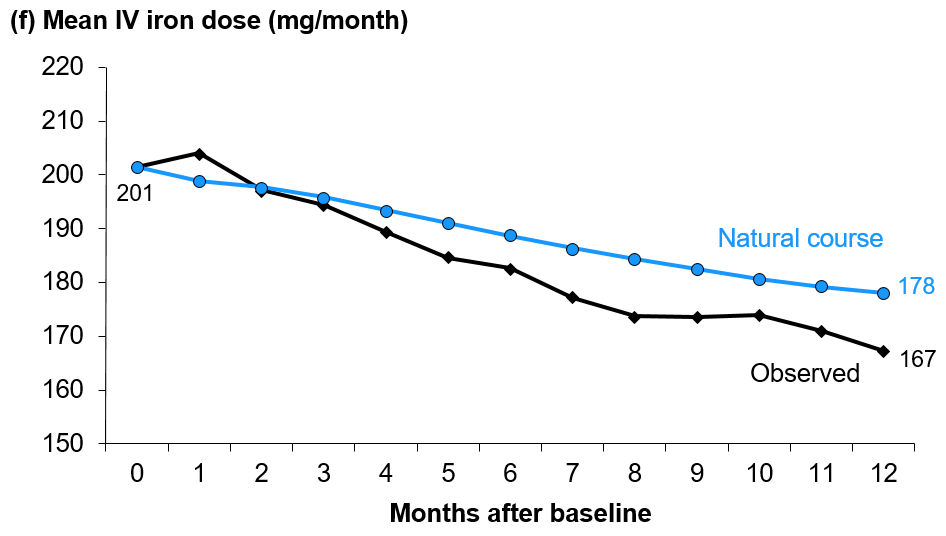 (f) Mean IV iron dose (mg/month)
220
210
200
201
190
Natural course
180
178
170
167
Observed
160
150
0 1 2 3 4 5 6 7 8 9 10 11 12
Months after baseline